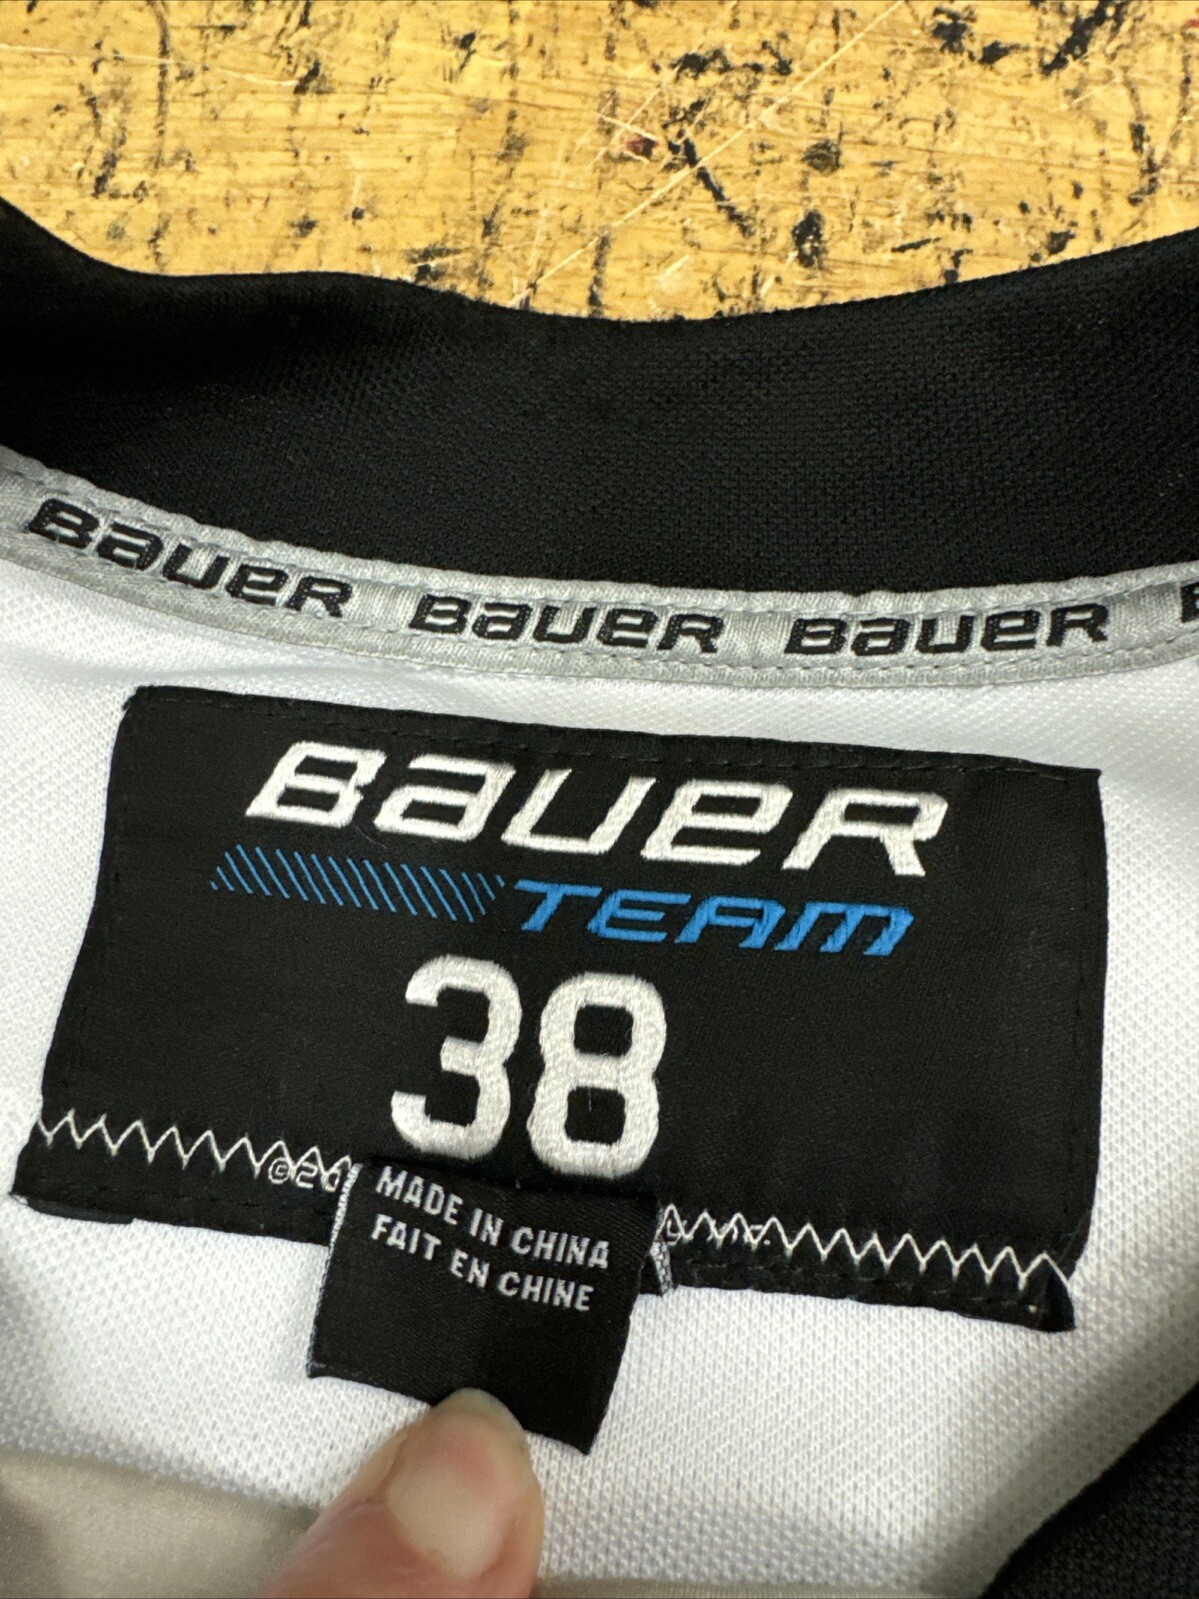 BAUER BAUER BAUER
BAUER
TEAM
38
MADE IN CHINA
FAIT EN CHINE